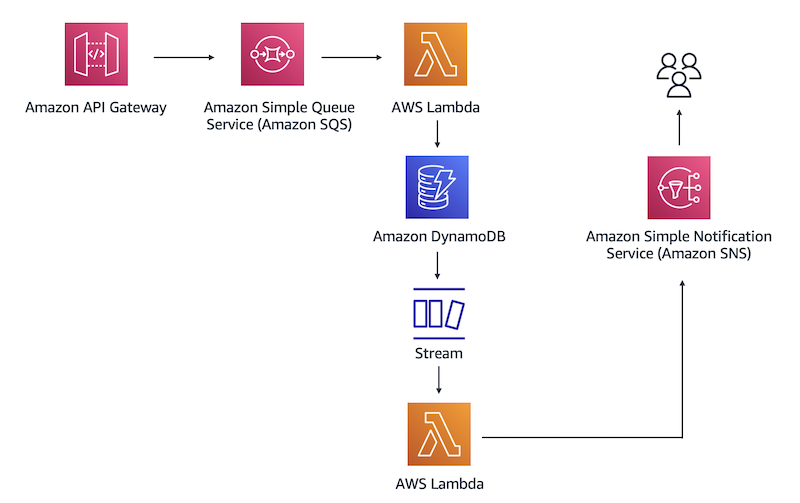 Amazon API Gateway
Amazon Simple Queue
Service (Amazon SQS)
AWS Lambda
Amazon DynamoDB
Stream
AWS Lambda
Amazon Simple Notification
Service (Amazon SNS)